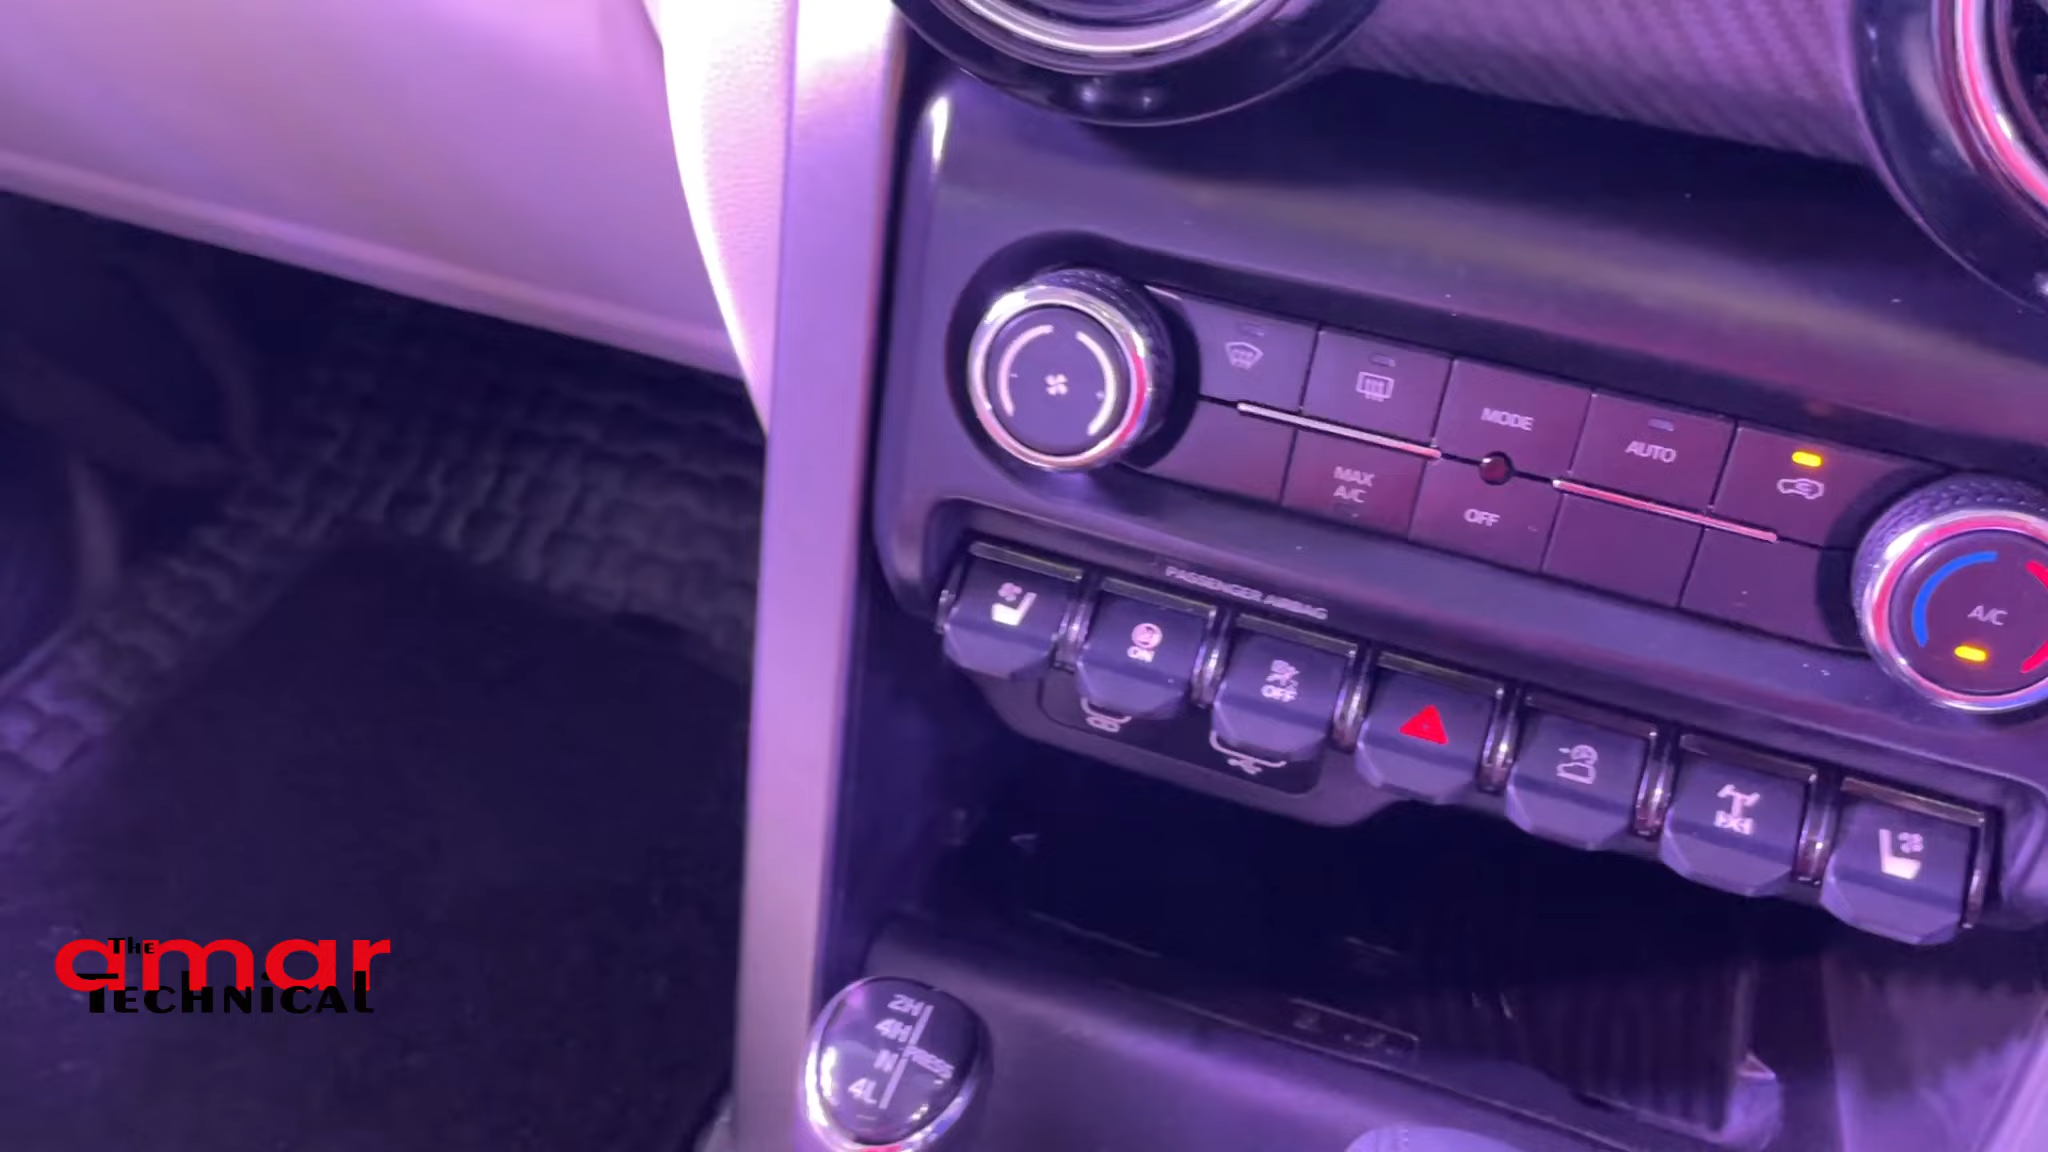 MODE
AUTO
MAX
A/C
OFF
A/C
PASSENGER AIRBAG
ON
OFF
2H
4H
N
PRESS
4L
The
amar
TECHNICAL